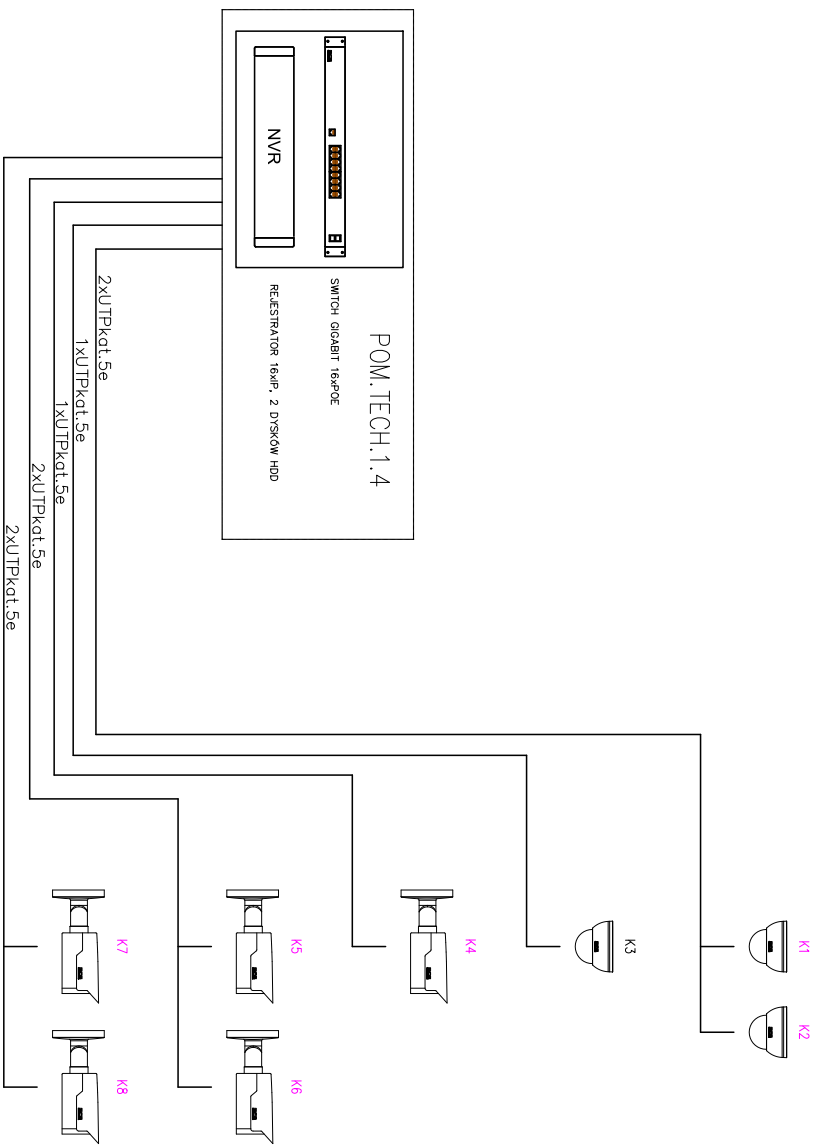 POM.TECH.1.4
SWITCH GIGABIT 16xPOE
REJESTRATOR 16xIP, 2 DYSKÓW HDD
NVR
2xUTPkat.5e
1xUTPkat.5e
1xUTPkat.5e
2xUTPkat.5e
2xUTPkat.5e
K1
K2
K3
K4
K5
K6
K7
K8